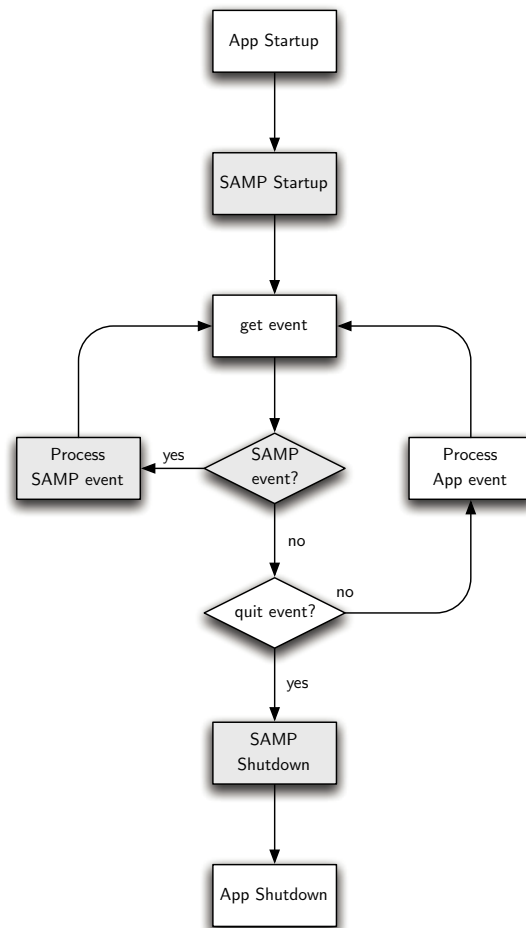 App Startup
SAMP Startup
get event
Process
SAMP event
yes
SAMP
event?
Process
App event
no
quit event?
no
yes
SAMP
Shutdown
App Shutdown